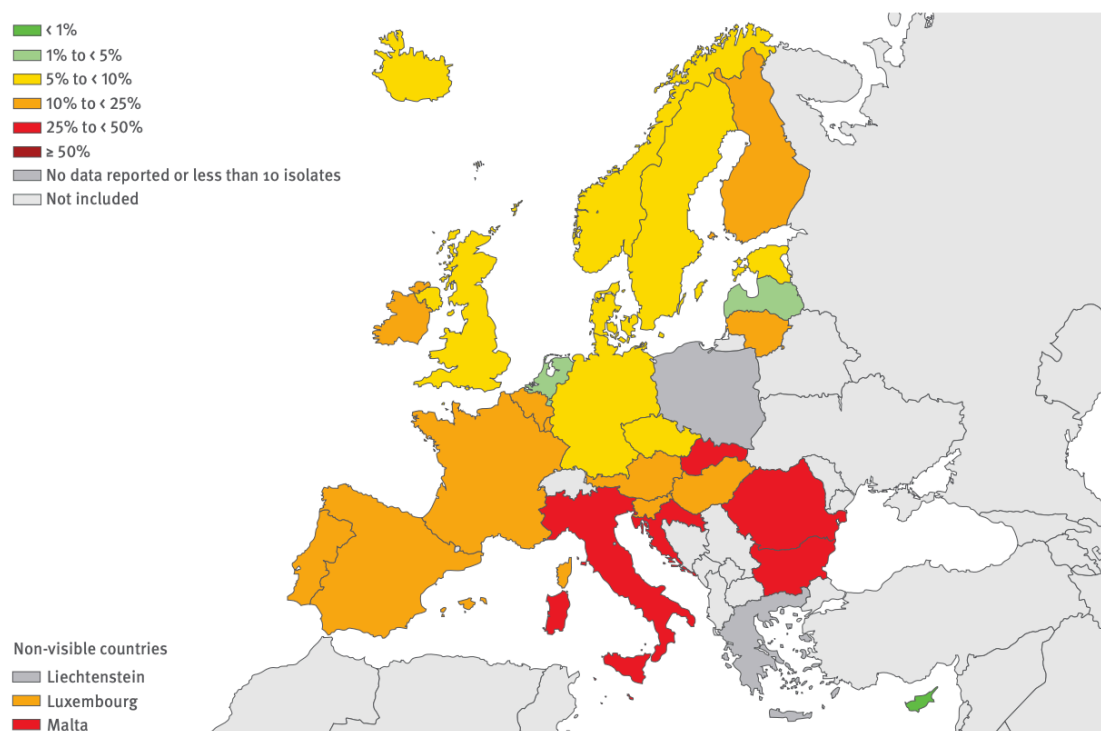 < 1%
1% to < 5%
5% to < 10%
10% to < 25%
25% to < 50%
≥ 50%
No data reported or less than 10 isolates
Not included
Non-visible countries
Liechtenstein
Luxembourg
Malta